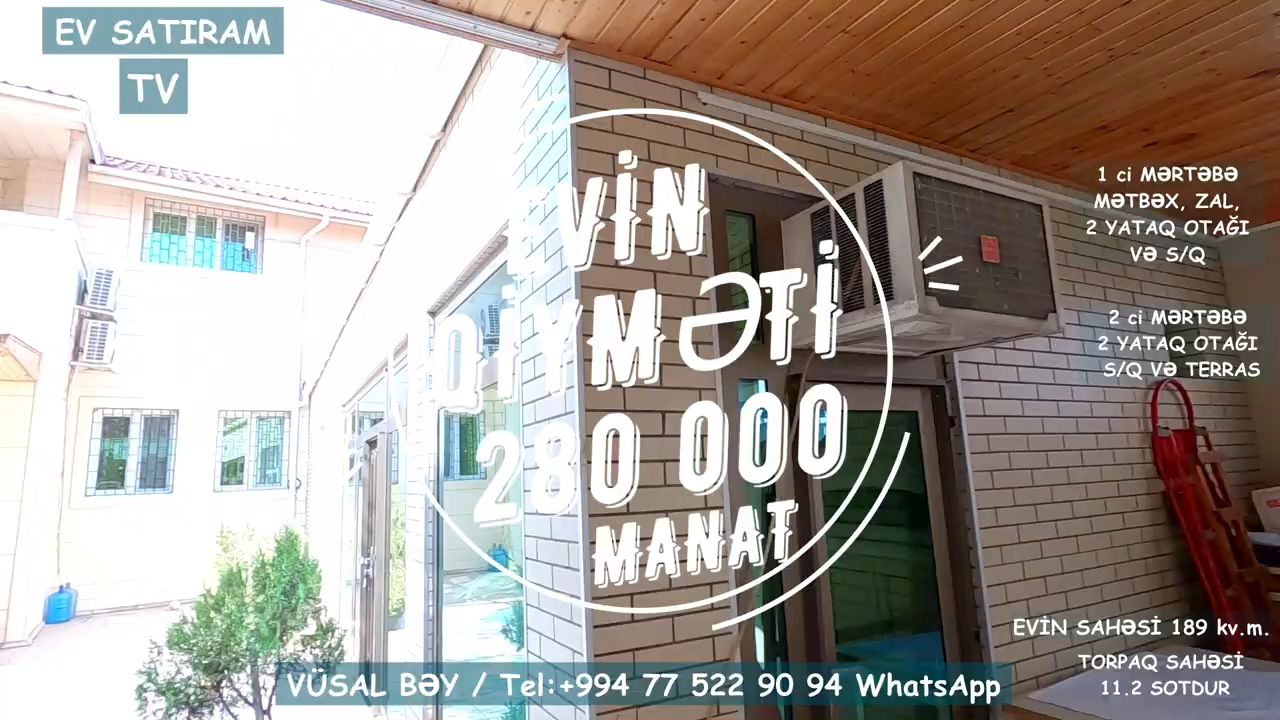 EV SATIRAM
TV
EVİN
QİYMƏTİ
280 000
MANAT
1 ci MƏRTƏBƏ
MƏTBƏX, ZAL,
2 YATAQ OTAĞI
VƏ S/Q
2 ci MƏRTƏBƏ
2 YATAQ OTAĞI
S/Q VƏ TERRAS
EVİN SAHƏSİ 189 kv.m.
TORPAQ SAHƏSİ
11.2 SOTDUR
VÜSAL BƏY / Tel:+994 77 522 90 94 WhatsApp